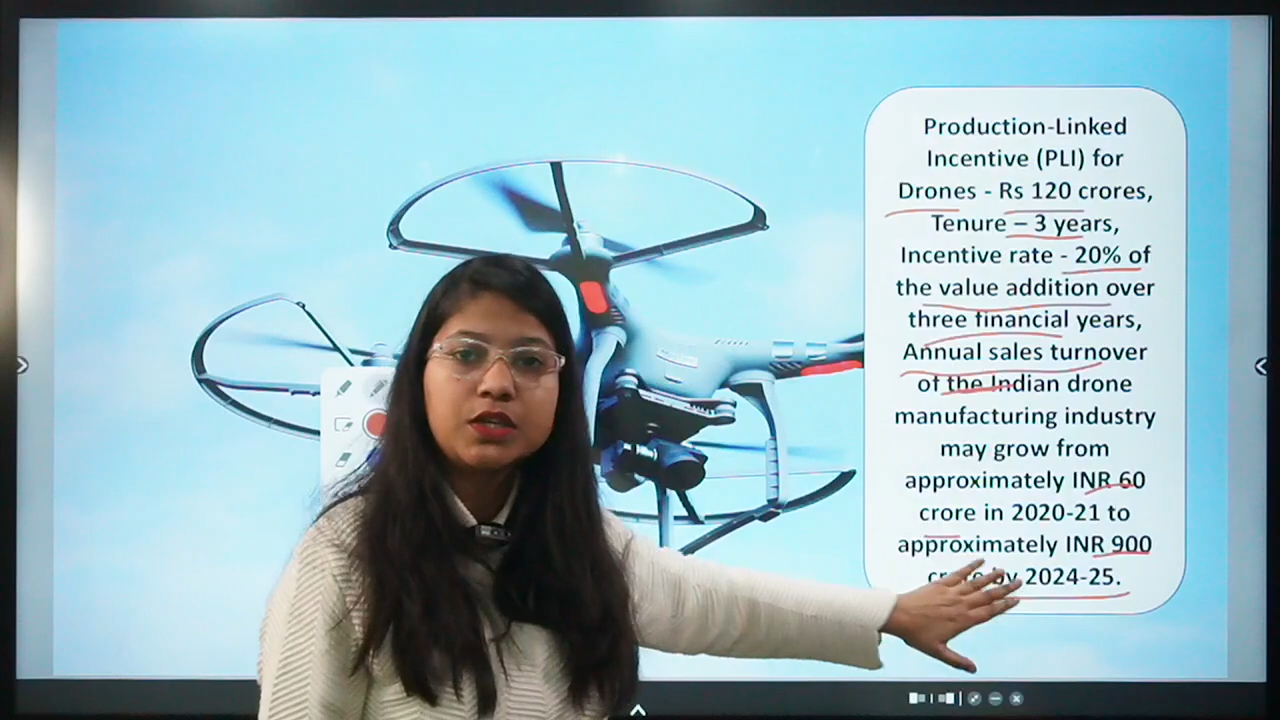 Production-Linked
Incentive (PLI) for
Drones - Rs 120 crores,
Tenure – 3 years,
Incentive rate - 20% of
the value addition over
three financial years,
Annual sales turnover
of the Indian drone
manufacturing industry
may grow from
approximately INR 60
crore in 2020-21 to
approximately INR 900
crore by 2024-25.